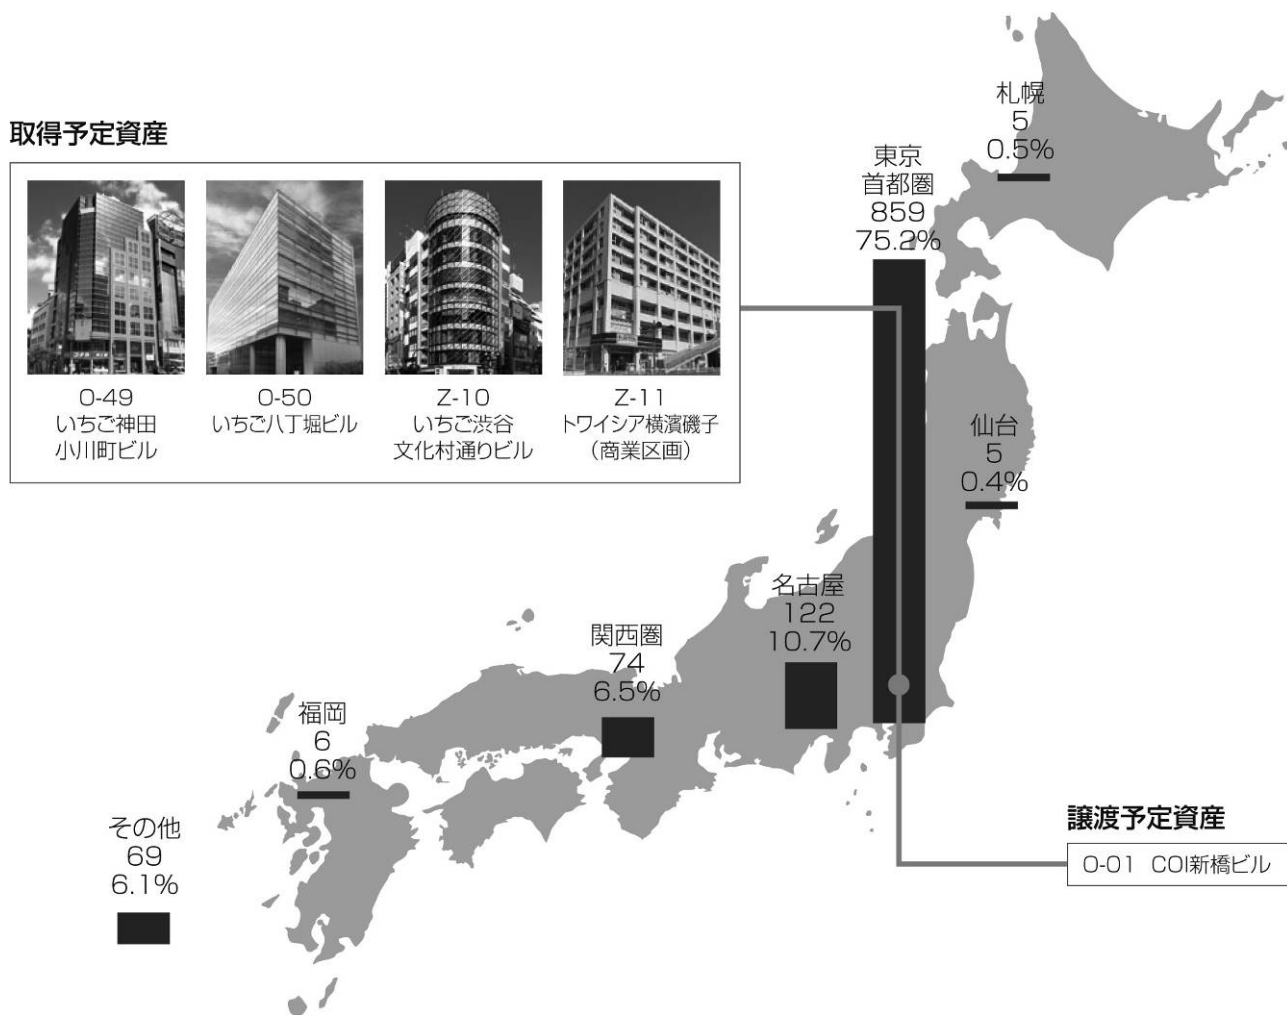 取得予定資産
O-49
いちご神田
小川町ビル
O-50
いちご八丁堀ビル
Z-10
いちご渋谷
文化村通りビル
Z-11
トワイシア横濱磯子
（商業区画）
札幌
5
0.5%
東京
首都圏
859
75.2%
仙台
5
0.4%
名古屋
122
10.7%
関西圏
74
6.5%
福岡
6
0.6%
その他
69
6.1%
譲渡予定資産
O-01 COI新橋ビル